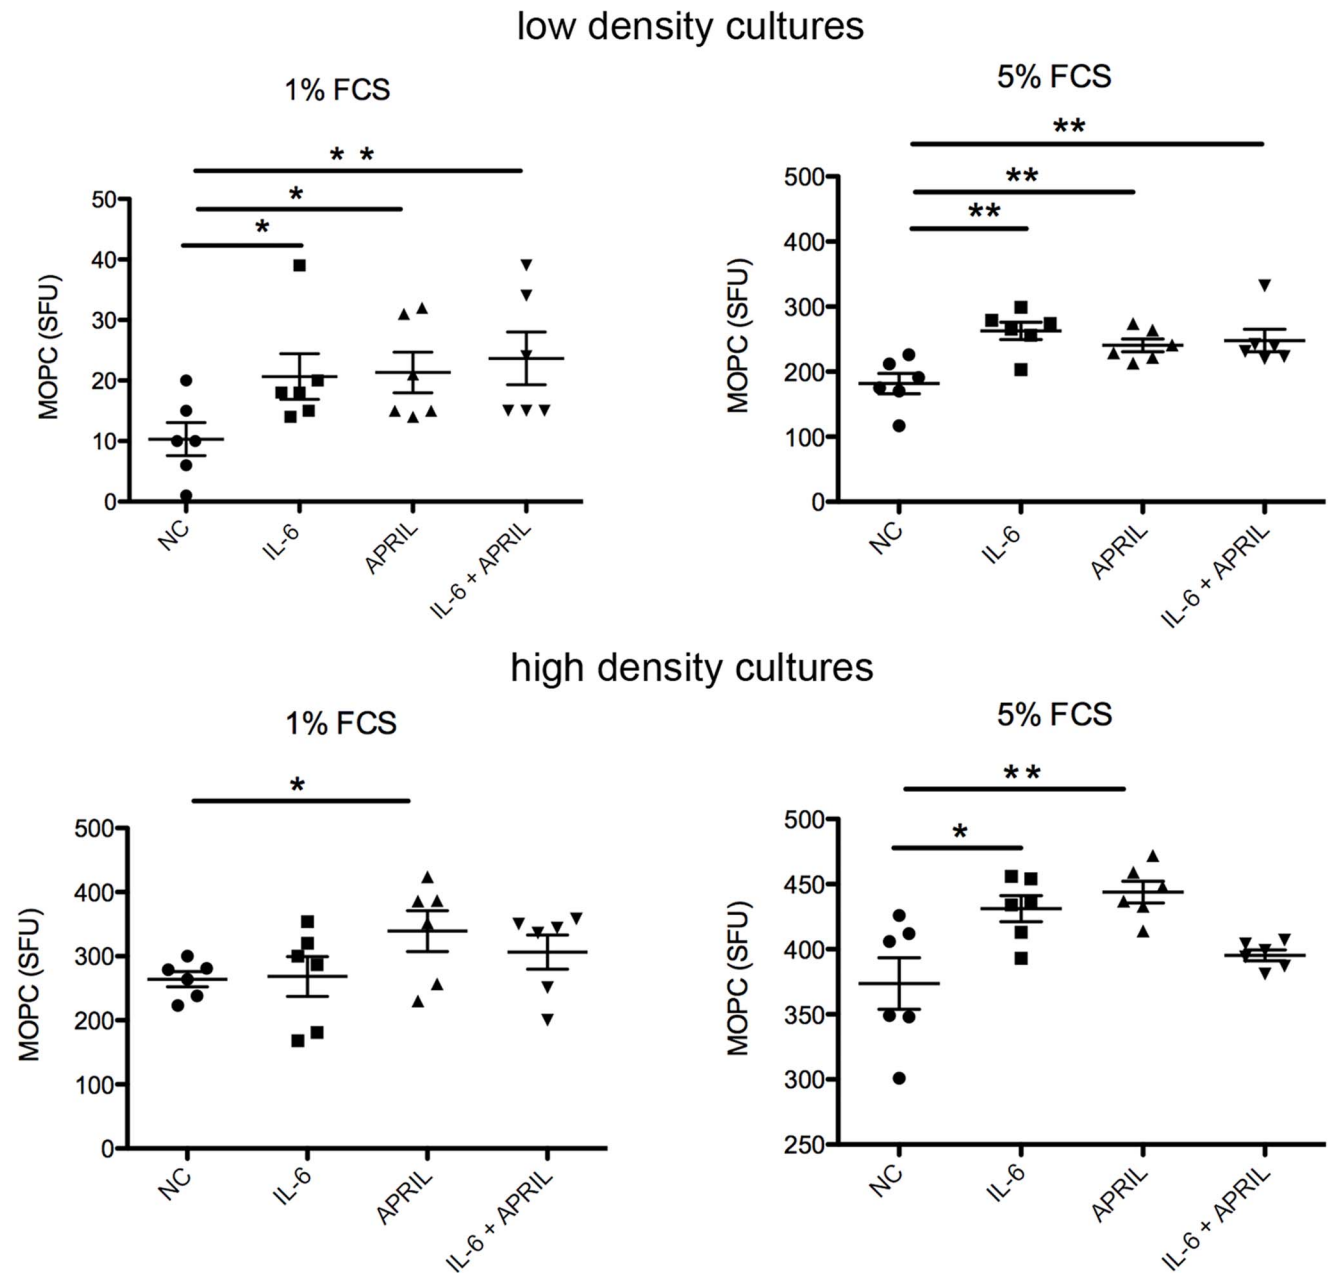 low density cultures
1% FCS
* *
*
*
50
40
30
20
10
0
MOPC (SFU)
NC
IL-6
APRIL
IL-6 + APRIL
5% FCS
**
**
**
500
400
300
200
100
0
MOPC (SFU)
NC
IL-6
APRIL
IL-6 + APRIL
high density cultures
1% FCS
*
500
400
300
200
100
0
MOPC (SFU)
NC
IL-6
APRIL
IL-6 + APRIL
5% FCS
**
*
500
450
400
350
300
250
MOPC (SFU)
NC
IL-6
APRIL
IL-6 + APRIL